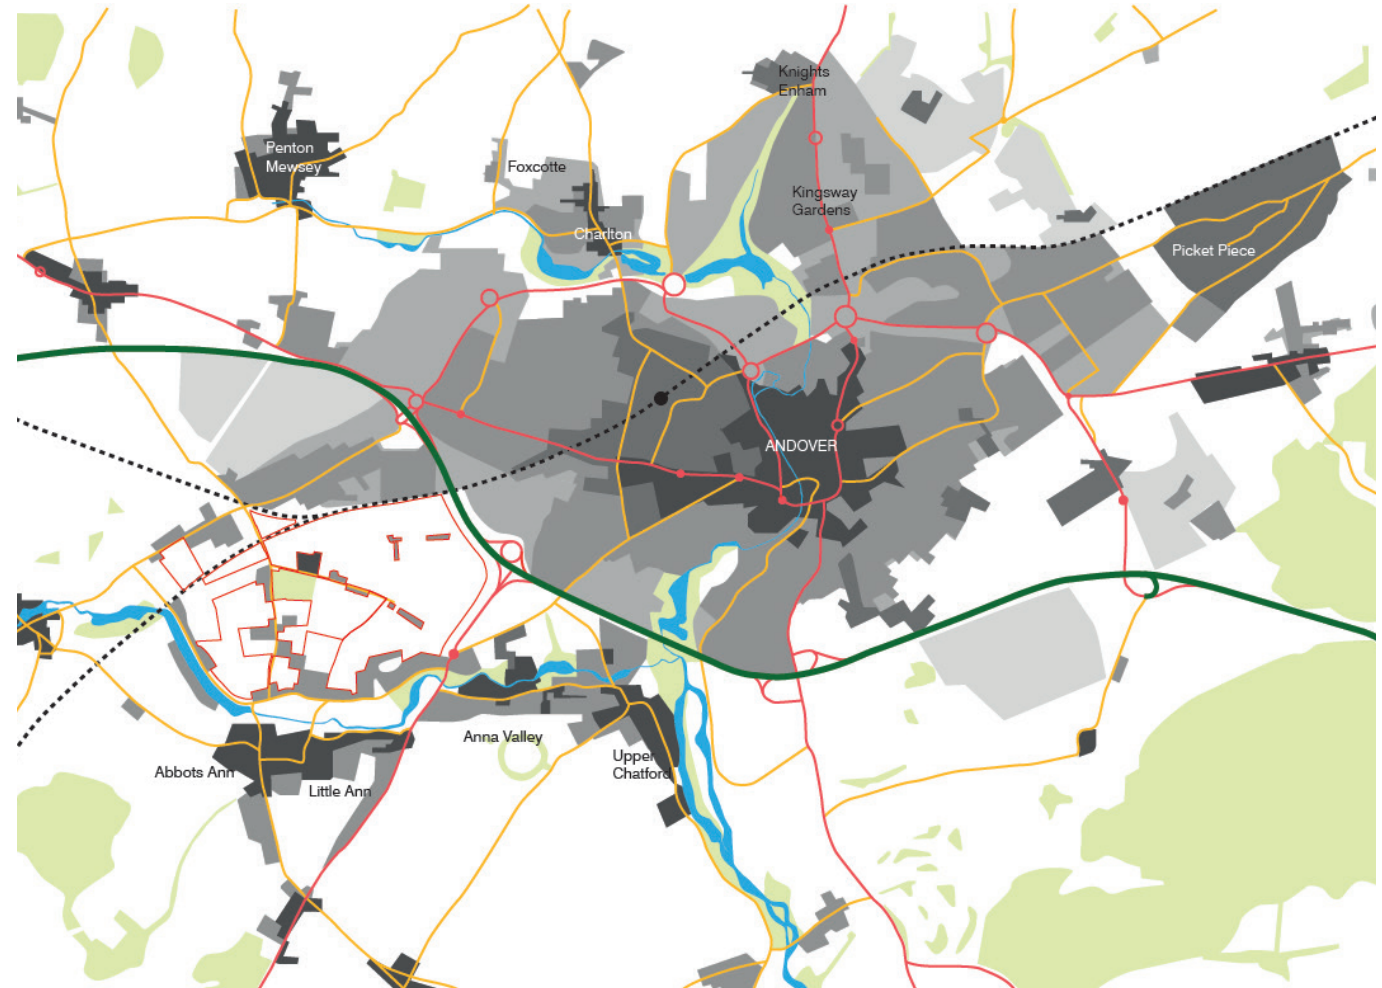 Knights
Enham
Penton
Mewsey
Foxcotte
Kingsway
Gardens
Charlton
Picket Piece
ANDOVER
Anna Valley
Upper
Chatford
Abbots Ann
Little Ann